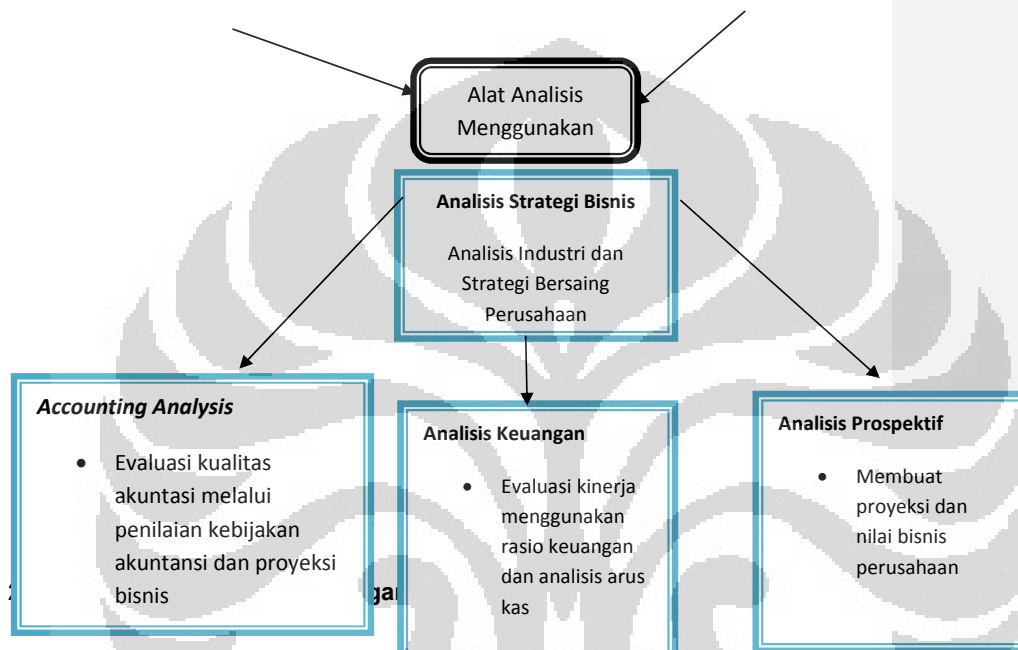 Alat Analisis
Menggunakan
Analisis Strategi Bisnis
Analisis Industri dan
Strategi Bersaing
Perusahaan
Accounting Analysis
• Evaluasi kualitas
akuntasi melalui
penilaian kebijakan
akuntansi dan proyeksi
bisnis
Analisis Keuangan
• Evaluasi kinerja
menggunakan
rasio keuangan
dan analisis arus
kas
Analisis Prospektif
• Membuat
proyeksi dan
nilai bisnis
perusahaan